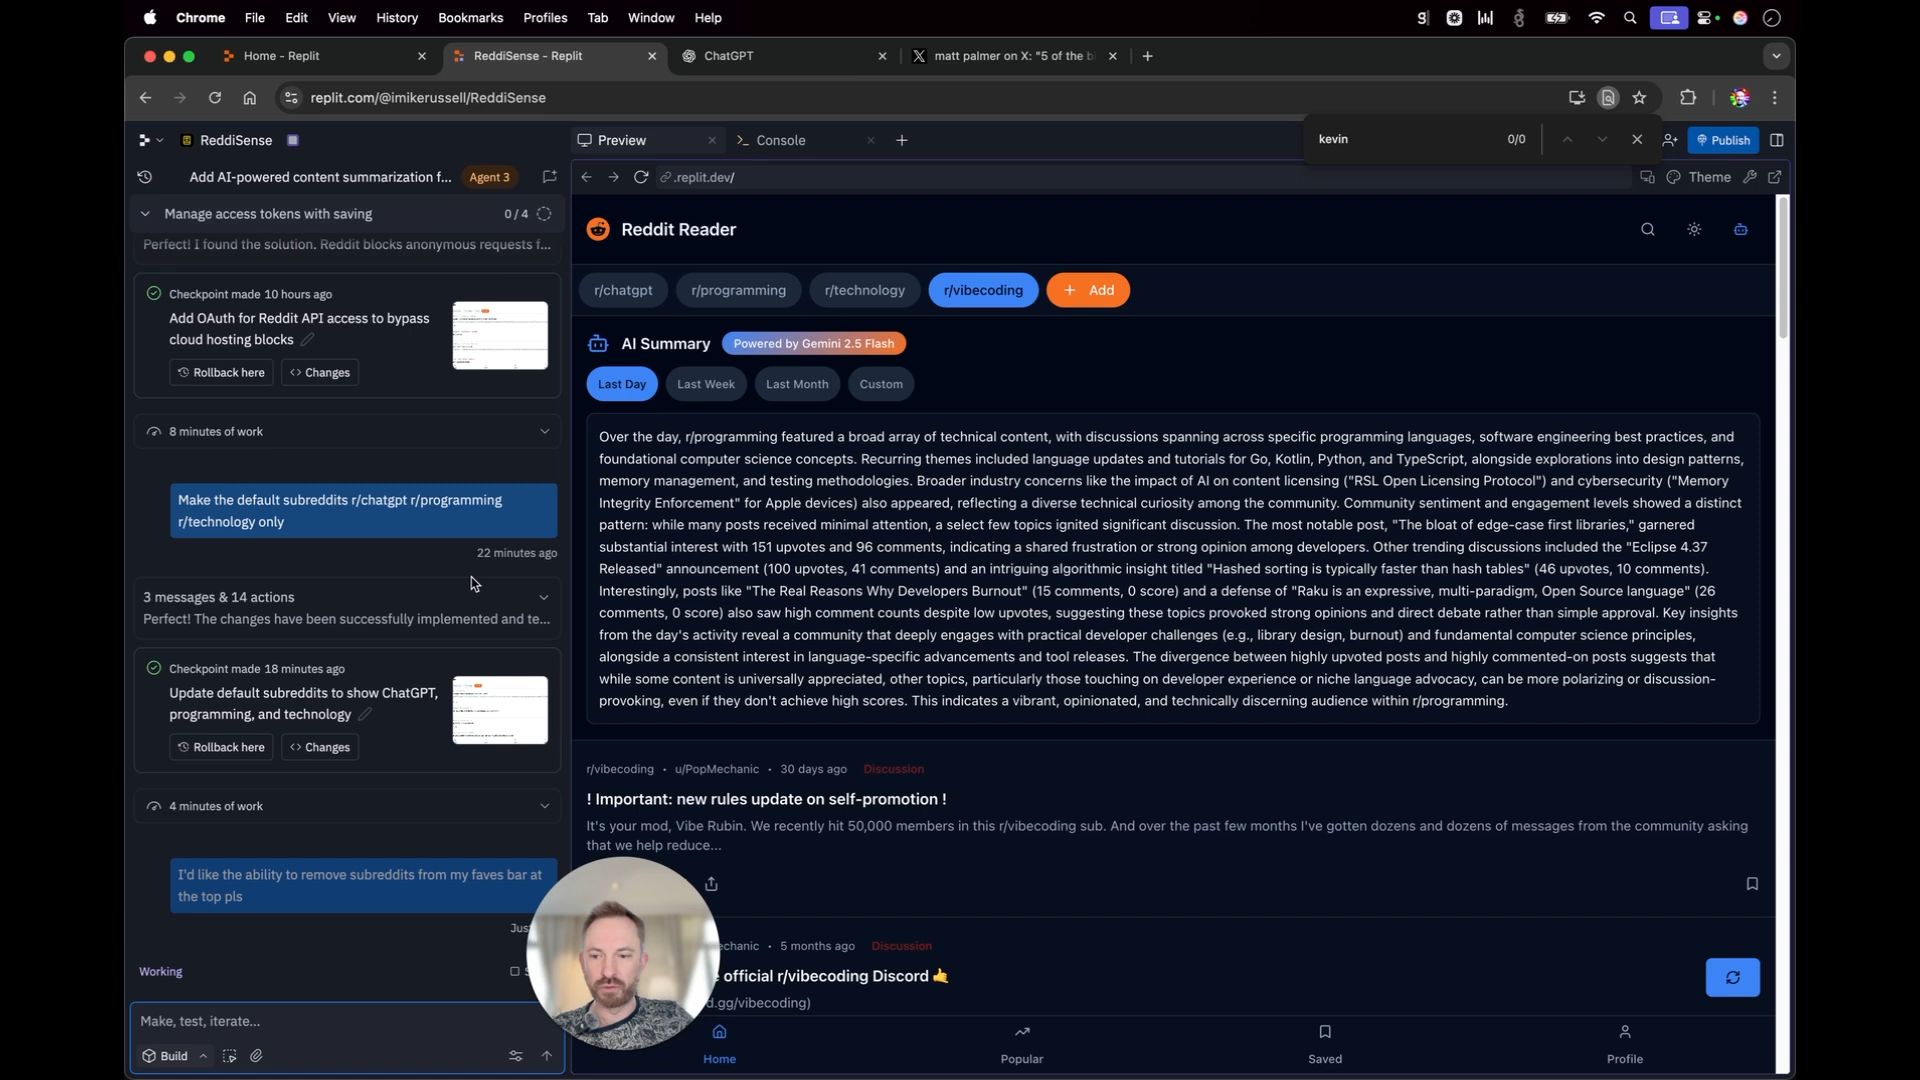 Chrome File Edit View History Bookmarks Profiles Tab Window Help
Home - Replit
ReddiSense - Replit
ChatGPT
matt palmer on X: "5 of the b
replit.com/@imikerussell/ReddiSense
kevin 0/0
ReddiSense
Preview
Console
Publish
Add AI-powered content summarization f... Agent 3
.replit.dev/
Theme
Manage access tokens with saving 0 / 4
Perfect! I found the solution. Reddit blocks anonymous requests f...
Checkpoint made 10 hours ago
Add OAuth for Reddit API access to bypass
cloud hosting blocks
Rollback here Changes
8 minutes of work
Make the default subreddits r/chatgpt r/programming
r/technology only
22 minutes ago
3 messages & 14 actions
Perfect! The changes have been successfully implemented and te...
Checkpoint made 18 minutes ago
Update default subreddits to show ChatGPT,
programming, and technology
Rollback here Changes
4 minutes of work
I'd like the ability to remove subreddits from my faves bar at
the top pls
Working
Make, test, iterate...
Build
Reddit Reader
r/chatgpt r/programming r/technology r/vibecoding + Add
AI Summary Powered by Gemini 2.5 Flash
Last Day Last Week Last Month Custom
Over the day, r/programming featured a broad array of technical content, with discussions spanning across specific programming languages, software engineering best practices, and
foundational computer science concepts. Recurring themes included language updates and tutorials for Go, Kotlin, Python, and TypeScript, alongside explorations into design patterns,
memory management, and testing methodologies. Broader industry concerns like the impact of AI on content licensing ("RSL Open Licensing Protocol") and cybersecurity ("Memory
Integrity Enforcement" for Apple devices) also appeared, reflecting a diverse technical curiosity among the community. Community sentiment and engagement levels showed a distinct
pattern: while many posts received minimal attention, a select few topics ignited significant discussion. The most notable post, "The bloat of edge-case first libraries," garnered
substantial interest with 151 upvotes and 96 comments, indicating a shared frustration or strong opinion among developers. Other trending discussions included the "Eclipse 4.37
Released" announcement (100 upvotes, 41 comments) and an intriguing algorithmic insight titled "Hashed sorting is typically faster than hash tables" (46 upvotes, 10 comments).
Interestingly, posts like "The Real Reasons Why Developers Burnout" (15 comments, 0 score) and a defense of "Raku is an expressive, multi-paradigm, Open Source language" (26
comments, 0 score) also saw high comment counts despite low upvotes, suggesting these topics provoked strong opinions and direct debate rather than simple approval. Key insights
from the day's activity reveal a community that deeply engages with practical developer challenges (e.g., library design, burnout) and fundamental computer science principles,
alongside a consistent interest in language-specific advancements and tool releases. The divergence between highly upvoted posts and highly commented-on posts suggests that
while some content is universally appreciated, other topics, particularly those touching on developer experience or niche language advocacy, can be more polarizing or discussion-
provoking, even if they don't achieve high scores. This indicates a vibrant, opinionated, and technically discerning audience within r/programming.
r/vibecoding • u/PopMechanic • 30 days ago Discussion
! Important: new rules update on self-promotion !
It's your mod, Vibe Rubin. We recently hit 50,000 members in this r/vibecoding sub. And over the past few months I've gotten dozens and dozens of messages from the community asking
that we help reduce...
echanic • 5 months ago Discussion
official r/vibecoding Discord 🤙
d.gg/vibecoding)
Home
Popular
Saved
Profile